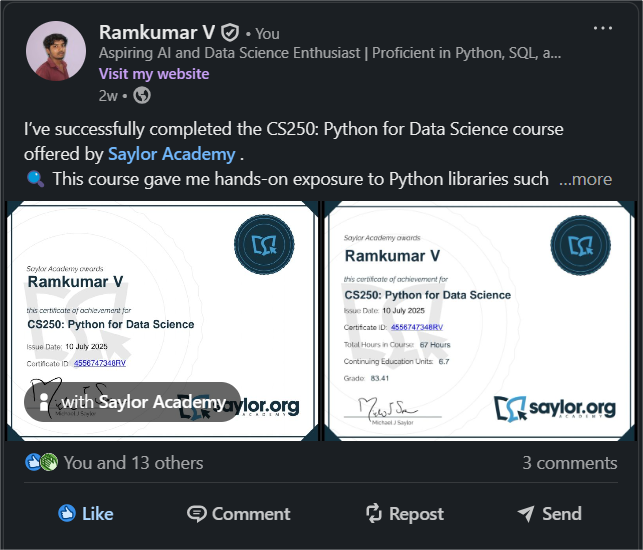 Ramkumar V • You
Aspiring AI and Data Science Enthusiast | Proficient in Python, SQL, a...
Visit my website
2w •
I’ve successfully completed the CS250: Python for Data Science course
offered by Saylor Academy .
🔍 This course gave me hands-on exposure to Python libraries such ...more
Saylor Academy awards
Ramkumar V
this certificate of achievement for
CS250: Python for Data Science
Issue Date: 10 July 2025
Certificate ID: 4556747348RV
with Saylor Academy
Michael J Saylor
saylor.org
ACADEMY
Saylor Academy awards
Ramkumar V
this certificate of achievement for
CS250: Python for Data Science
Issue Date: 10 July 2025
Certificate ID: 4556747348RV
Total Hours in Course: 67 Hours
Continuing Education Units: 6.7
Grade: 83.41
Michael J Saylor
saylor.org
ACADEMY
You and 13 others
3 comments
Like
Comment
Repost
Send